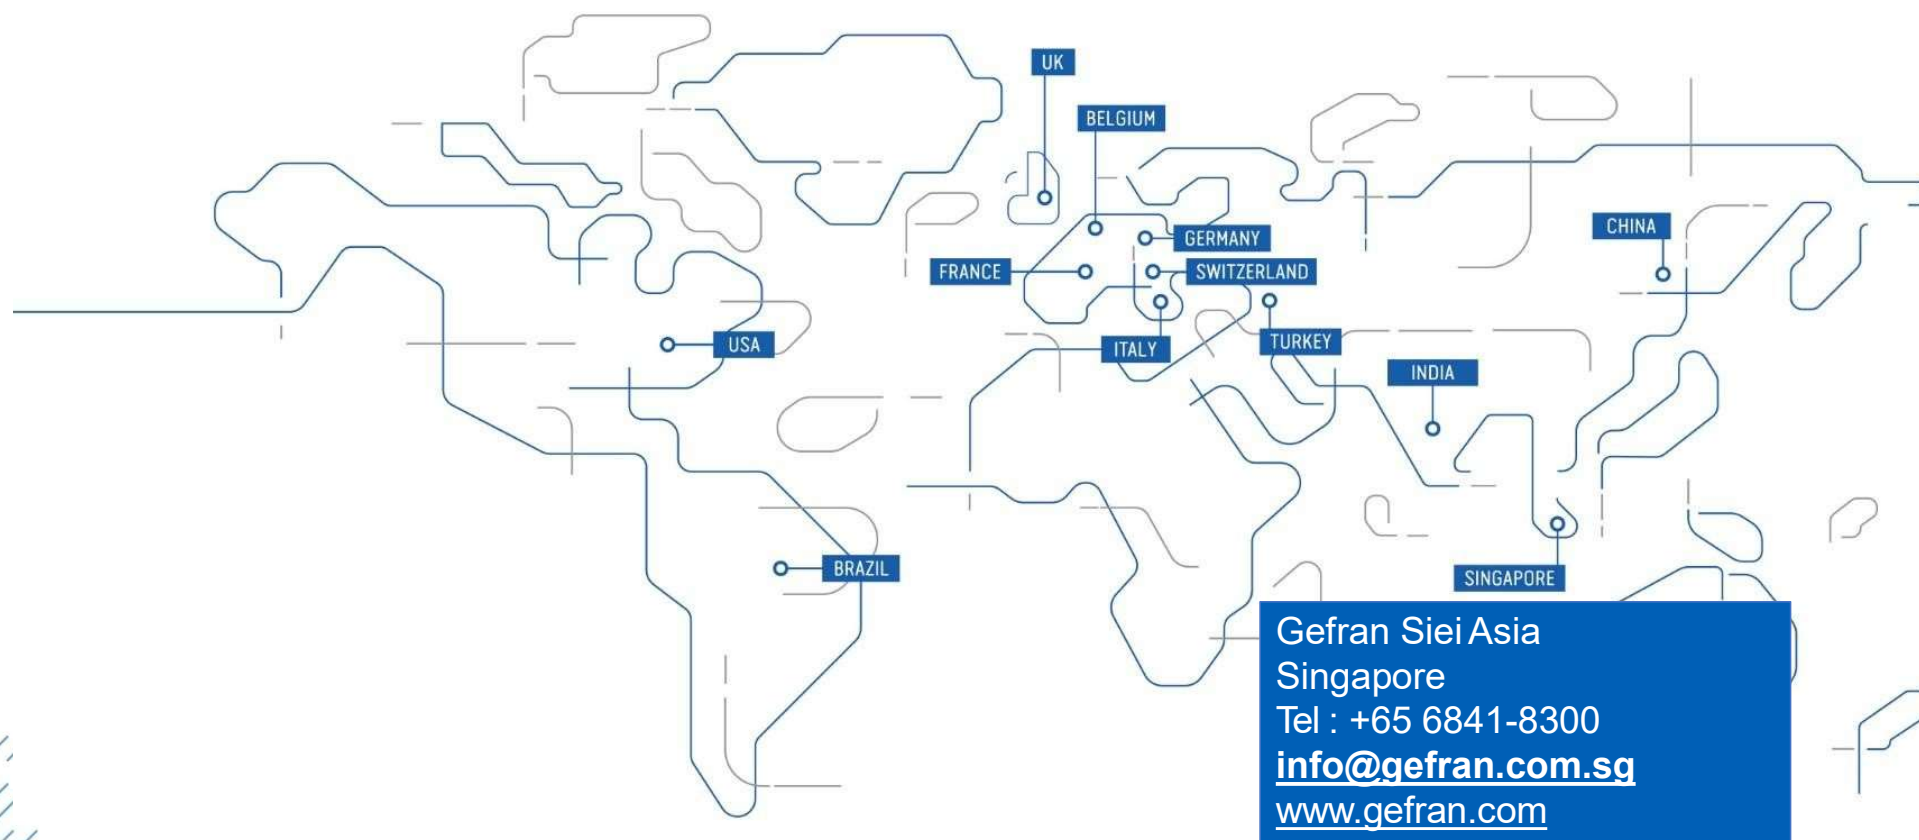 UK
BELGIUM
CHINA
GERMANY
FRANCE
SWITZERLAND
USA
ITALY
TURKEY
INDIA
BRAZIL
SINGAPORE
Gefran Siei Asia
Singapore
Tel : +65 6841-8300
info@gefran.com.sg
www.gefran.com